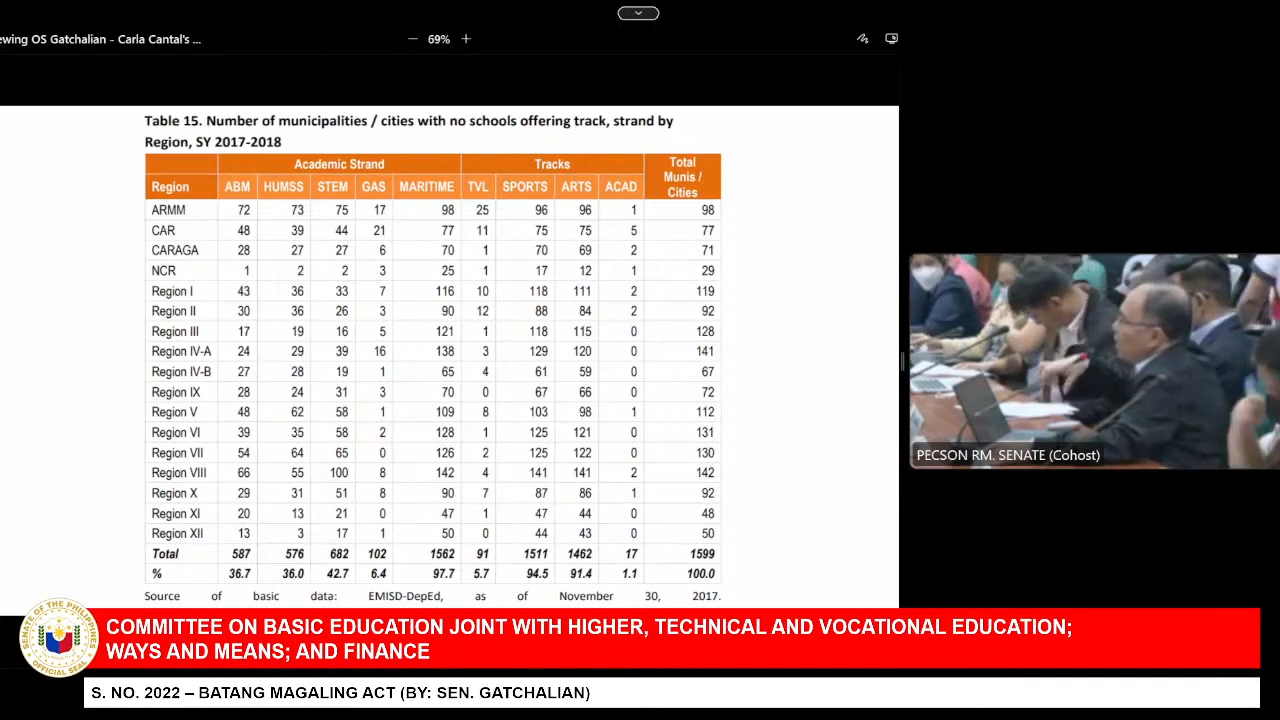 ewing OS Gatchalian - Carla Cantal's ...
69%
Table 15. Number of municipalities / cities with no schools offering track, strand by
Region, SY 2017-2018
Academic Strand Tracks Total Munis / Cities
Region ABM HUMSS STEM GAS MARITIME TVL SPORTS ARTS ACAD
ARMM 72 73 75 17 98 25 96 96 1 98
CAR 48 39 44 21 77 11 75 75 5 77
CARAGA 28 27 27 6 70 1 70 69 2 71
NCR 1 2 2 3 25 1 17 12 1 29
Region I 43 36 33 7 116 10 118 111 2 119
Region II 30 36 26 3 90 12 88 84 2 92
Region III 17 19 16 5 121 1 118 115 0 128
Region IV-A 24 29 39 16 138 3 129 120 0 141
Region IV-B 27 28 19 1 65 4 61 59 0 67
Region IX 28 24 31 3 70 0 67 66 0 72
Region V 48 62 58 1 109 8 103 98 1 112
Region VI 39 35 58 2 128 1 125 121 0 131
Region VII 54 64 65 0 126 2 125 122 0 130
Region VIII 66 55 100 8 142 4 141 141 2 142
Region X 29 31 51 8 90 7 87 86 1 92
Region XI 20 13 21 0 47 1 47 44 0 48
Region XII 13 3 17 1 50 0 44 43 0 50
Total 587 576 682 102 1562 91 1511 1462 17 1599
% 36.7 36.0 42.7 6.4 97.7 5.7 94.5 91.4 1.1 100.0
Source of basic data: EMISD-DepEd, as of November 30, 2017.
PECSON RM. SENATE (Cohost)
SENATE OF THE PHILIPPINES
OFFICIAL SEAL
COMMITTEE ON BASIC EDUCATION JOINT WITH HIGHER, TECHNICAL AND VOCATIONAL EDUCATION;
WAYS AND MEANS; AND FINANCE
S. NO. 2022 – BATANG MAGALING ACT (BY: SEN. GATCHALIAN)